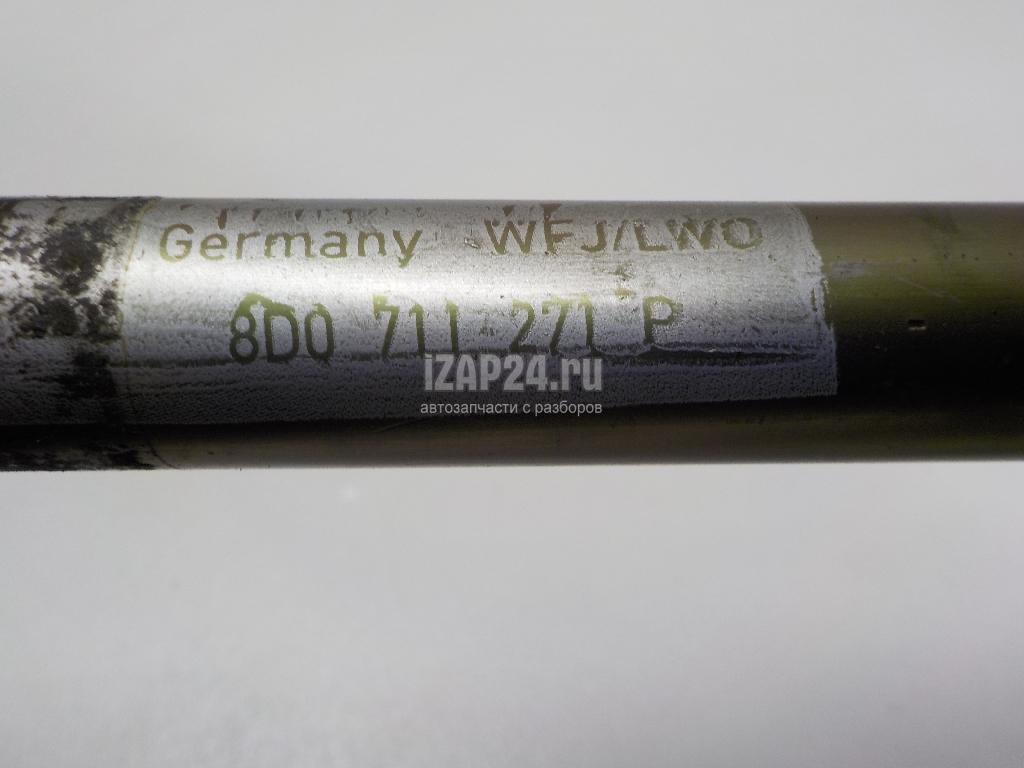 Germany WFJ/LWO
8D0 711 271 P
iZAP24.ru
автозапчасти с разборов